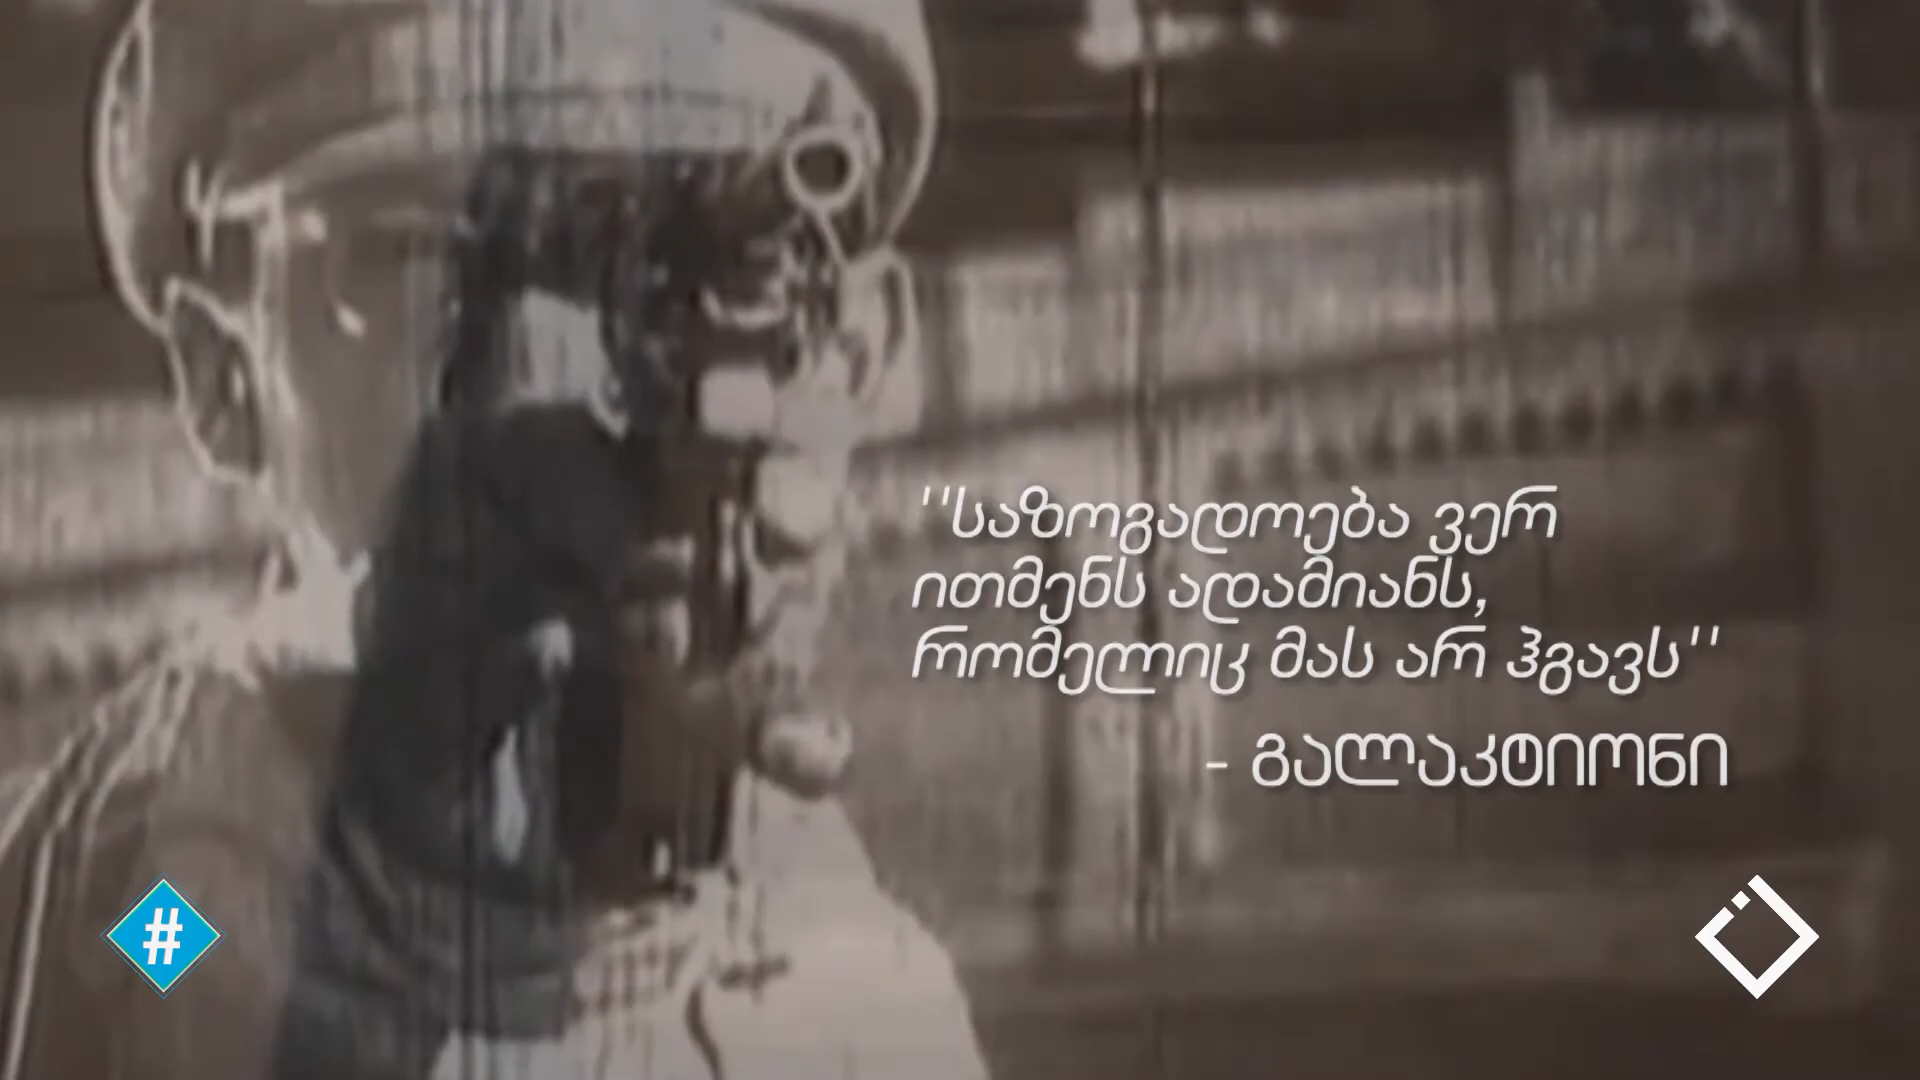 ''საზოგადოება ვერ
ითმენს ადამიანს,
რომელიც მას არ ჰგავს''
- გალაკტიონი
#